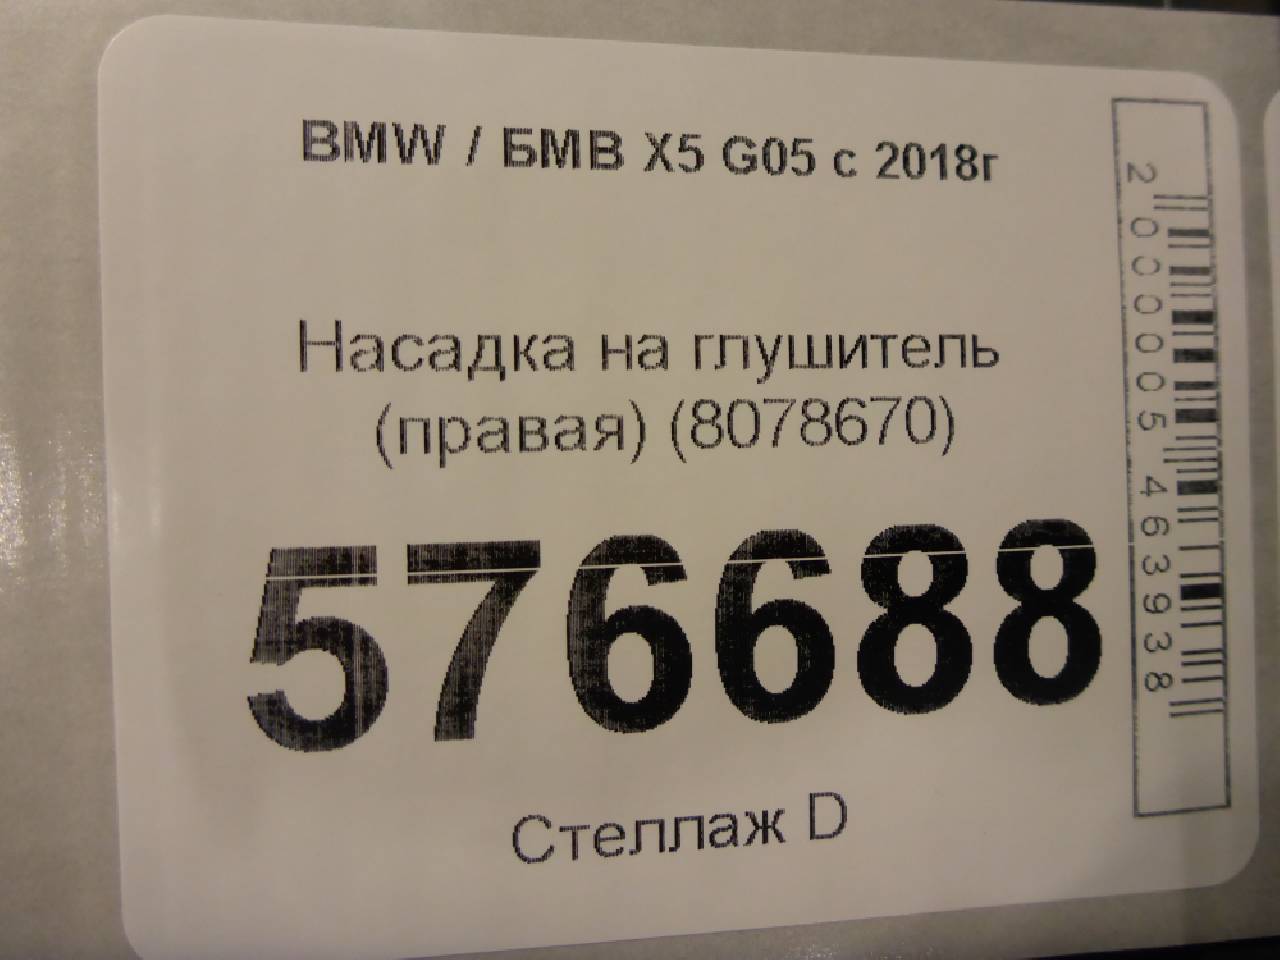 BMW / БМВ X5 G05 с 2018г
Насадка на глушитель
(правая) (8078670)
576688
Стеллаж D
2000005463938